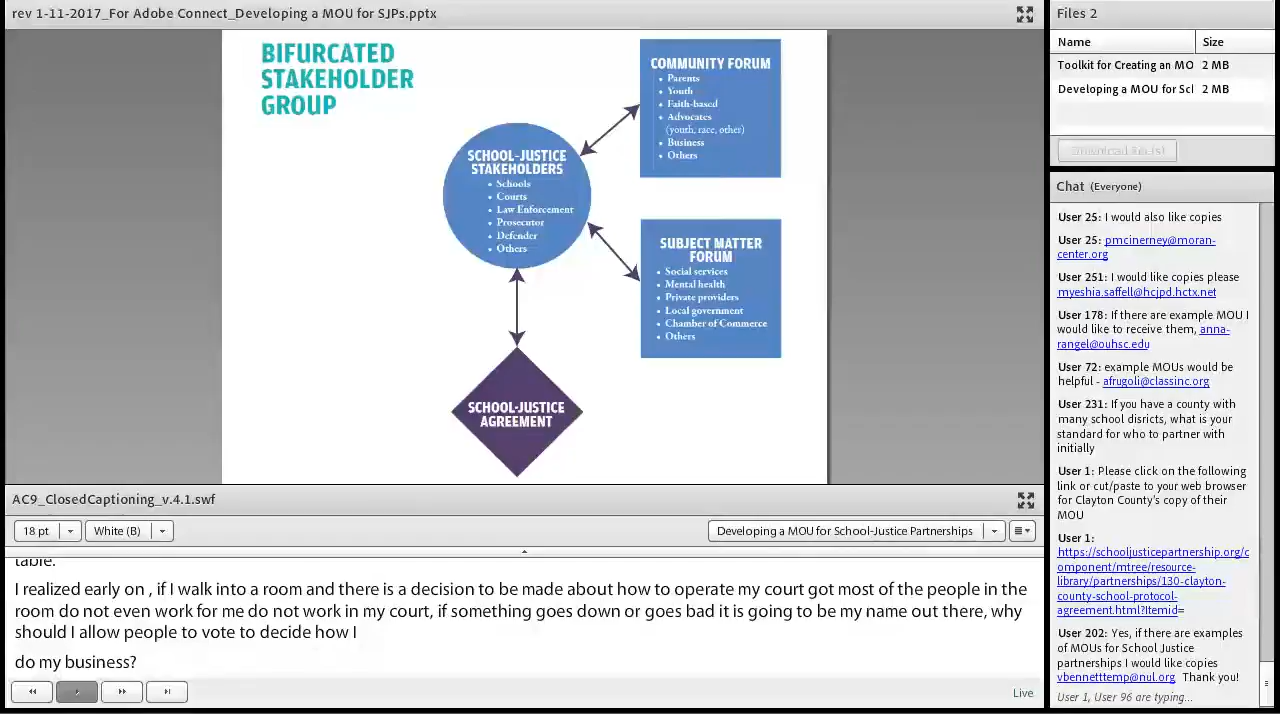 rev 1-11-2017_For Adobe Connect_Developing a MOU for SJPs.pptx
BIFURCATED
STAKEHOLDER
GROUP
COMMUNITY FORUM
• Parents
• Youth
• Faith-based
• Advocates
(youth, race, other)
• Business
• Others
SCHOOL-JUSTICE
STAKEHOLDERS
• Schools
• Courts
• Law Enforcement
• Prosecutor
• Defender
• Others
SUBJECT MATTER
FORUM
• Social services
• Mental health
• Private providers
• Local government
• Chamber of Commerce
• Others
SCHOOL-JUSTICE
AGREEMENT
AC9_ClosedCaptioning_v.4.1.swf
18 pt
White (B)
Developing a MOU for School-Justice Partnerships
table.
I realized early on , if I walk into a room and there is a decision to be made about how to operate my court got most of the people in the
room do not even work for me do not work in my court, if something goes down or goes bad it is going to be my name out there, why
should I allow people to vote to decide how I
do my business?
Live
Files 2
Name Size
Toolkit for Creating an MO 2 MB
Developing a MOU for Scl 2 MB
Download File(s)
Chat (Everyone)
User 25: I would also like copies
User 25: pmcinerney@moran-
center.org
User 251: I would like copies please
myeshia.saffell@hcjpd.hctx.net
User 178: If there are example MOU I
would like to receive them, anna-
rangel@ouhsc.edu
User 72: example MOUs would be
helpful - afrugoli@classinc.org
User 231: If you have a county with
many school disricts, what is your
standard for who to partner with
initially
User 1: Please click on the following
link or cut/paste to your web browser
for Clayton County's copy of their
MOU
User 1:
https://schooljusticepartnership.org/c
omponent/mtree/resource-
library/partnerships/130-clayton-
county-school-protocol-
agreement.html?Itemid=
User 202: Yes, if there are examples
of MOUs for School Justice
partnerships I would like copies
vbennetttemp@nul.org Thank you!
User 1, User 96 are typing...